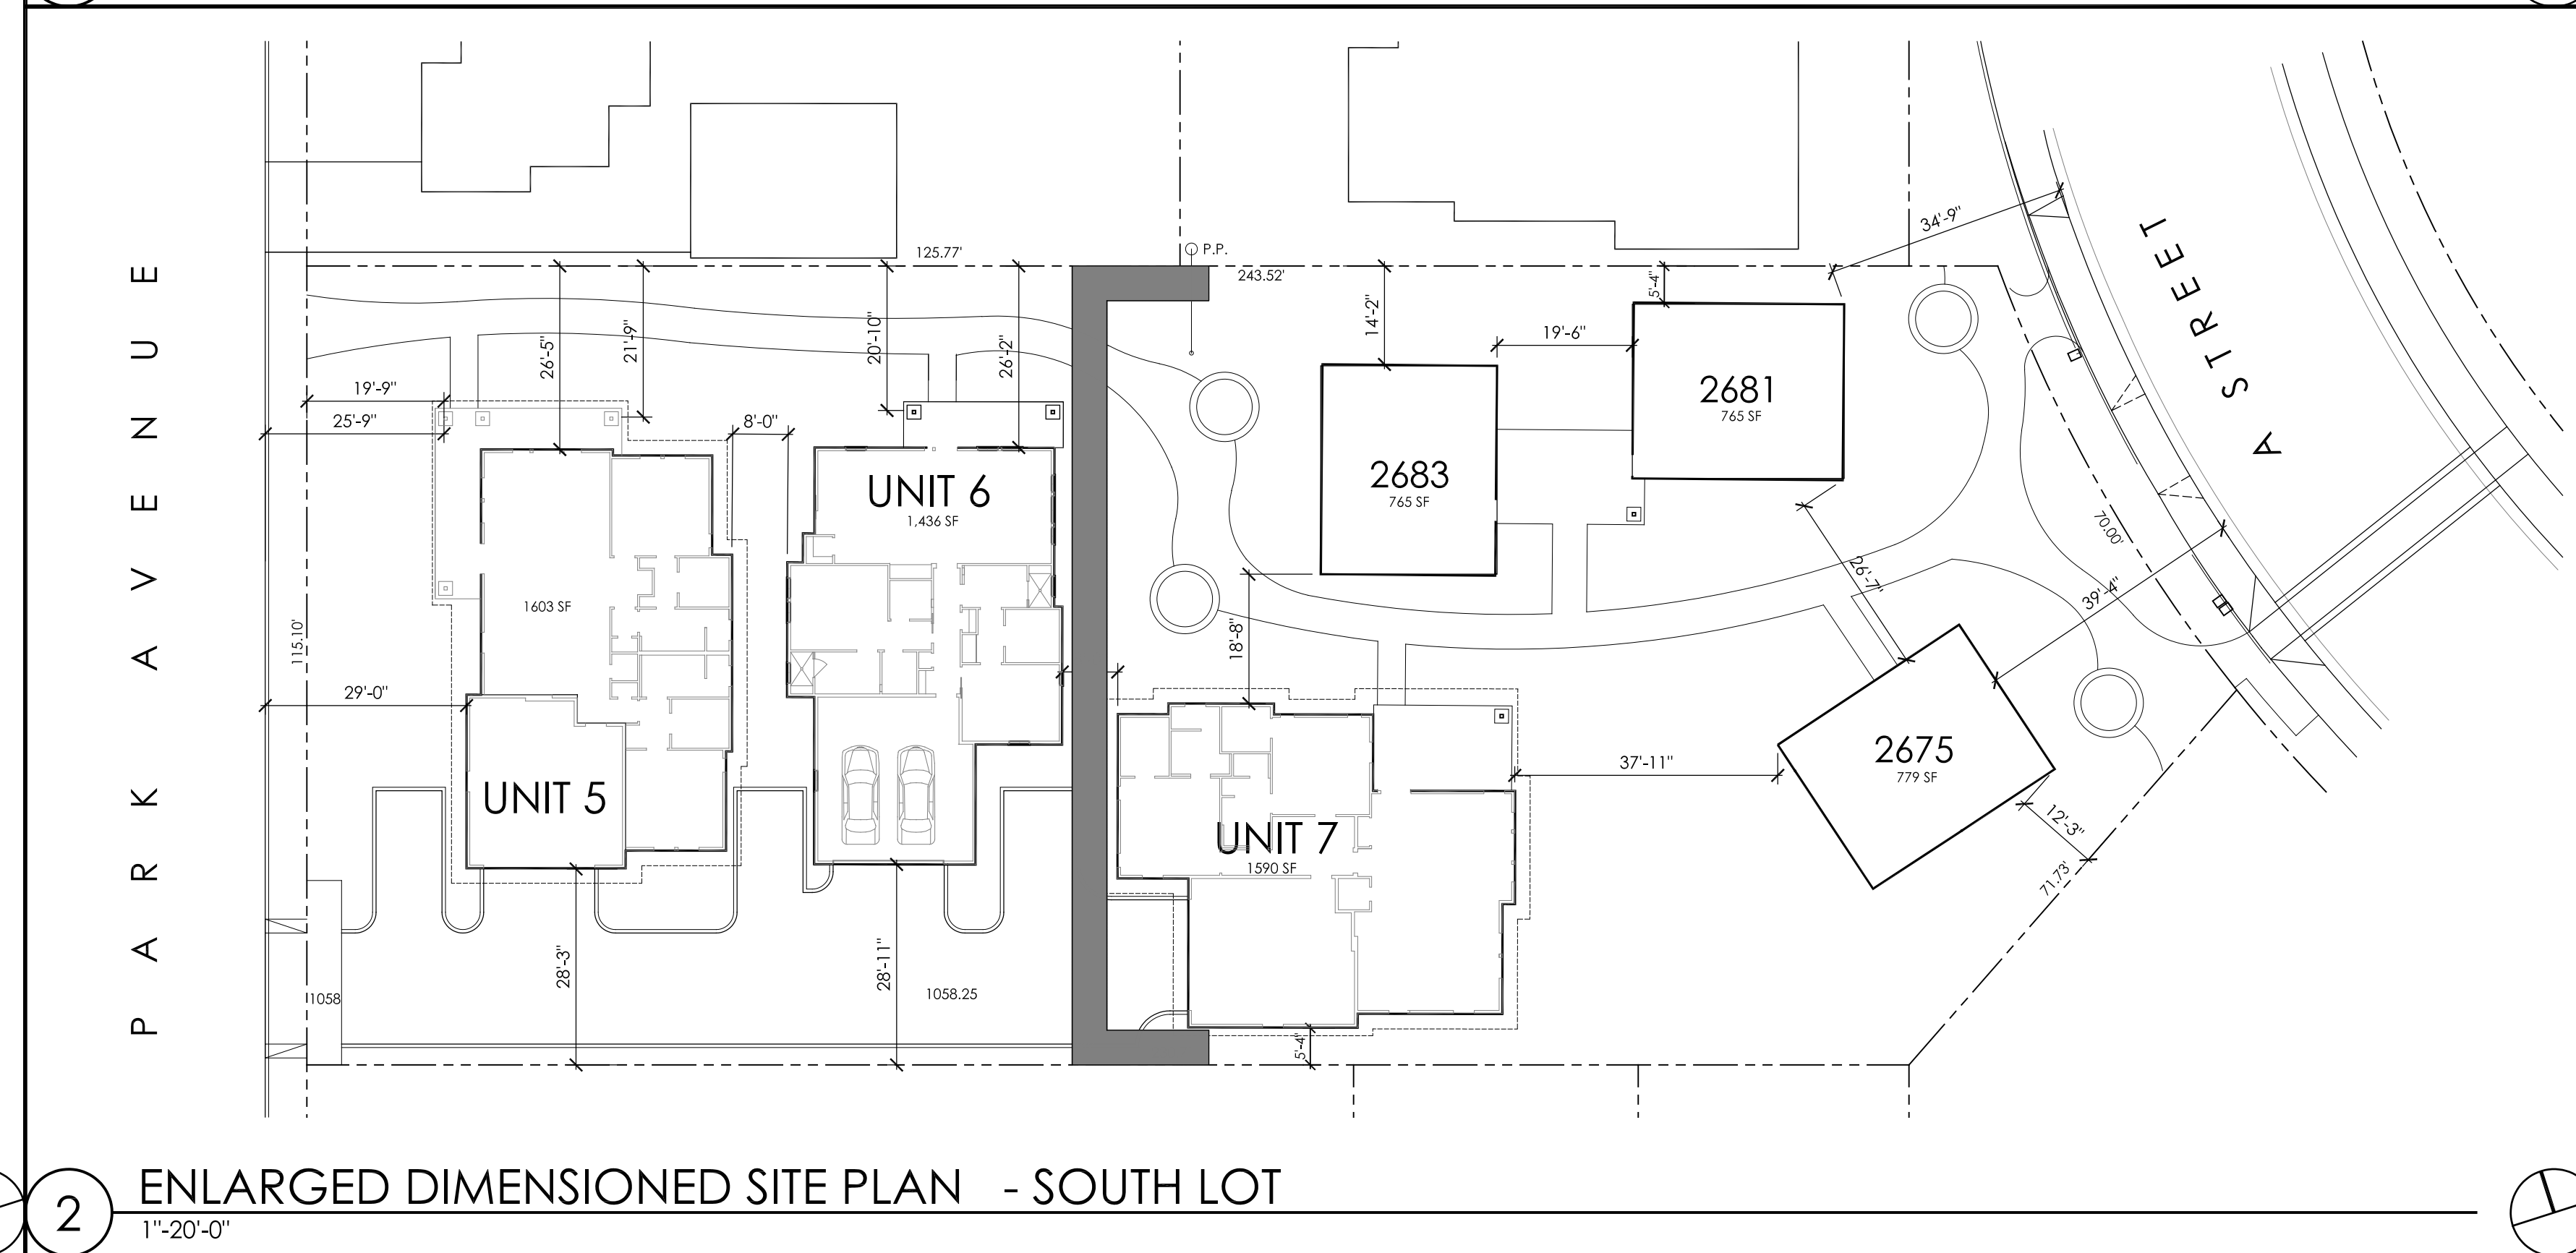 PARK AVENUE
125.77'
P.P.
243.52'
34'-9"
A STREET
5'-4"
14'-2"
19'-6"
26'-5"
21'-9"
20'-10"
26'-2"
19'-9"
25'-9"
8'-0"
2681
765 SF
2683
765 SF
UNIT 6
1,436 SF
70.00'
26'-7"
39'-4"
1603 SF
115.10'
18'-8"
29'-0"
UNIT 5
37'-11"
2675
779 SF
12'-3"
71.73'
UNIT 7
1590 SF
28'-3"
28'-11"
1058
1058.25
5'-4"
2
ENLARGED DIMENSIONED SITE PLAN - SOUTH LOT
1"-20'-0"